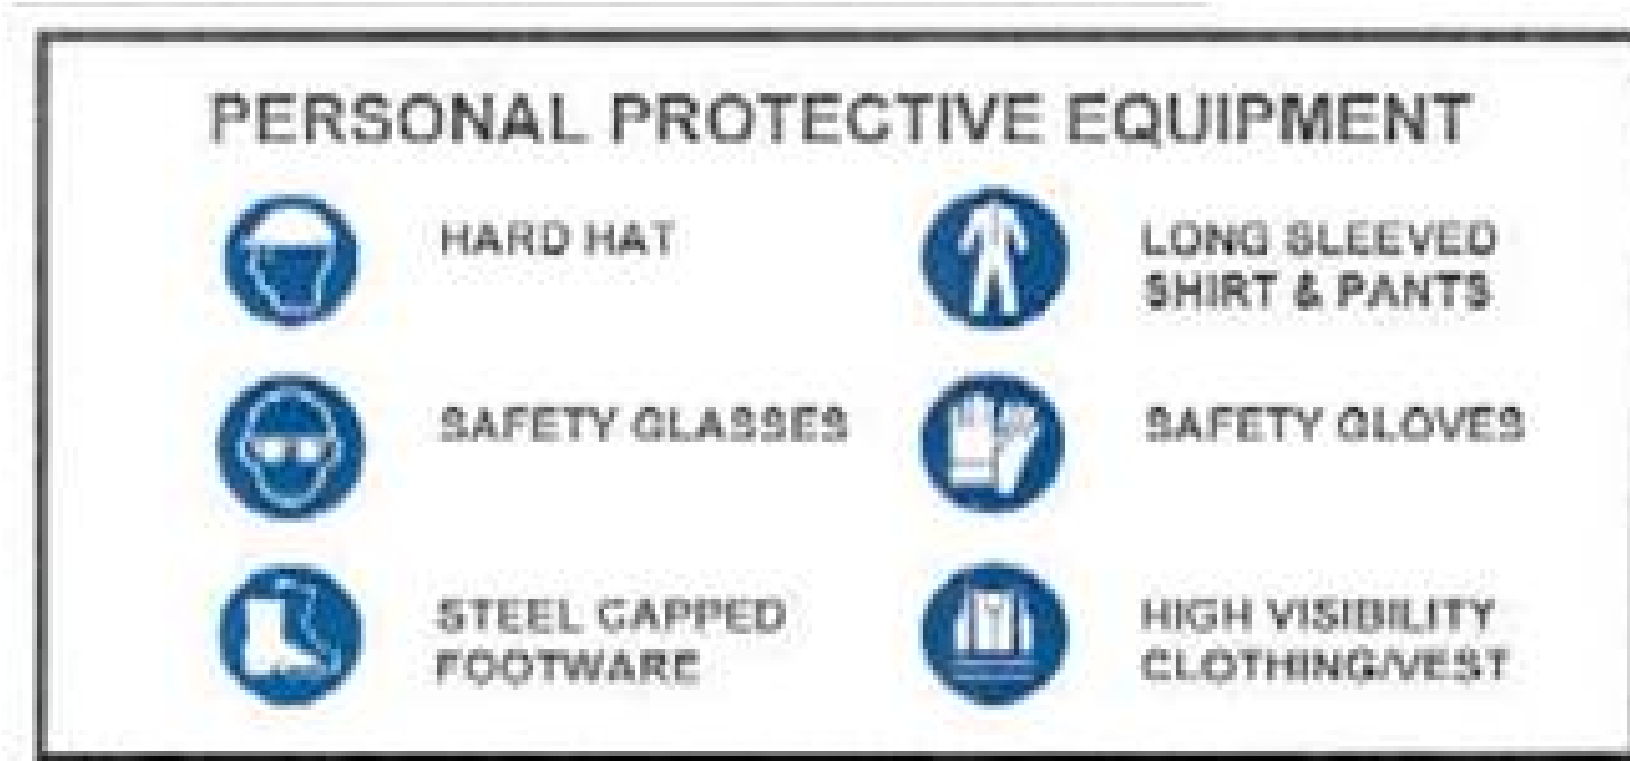 PERSONAL PROTECTIVE EQUIPMENT
HARD HAT
LONG SLEEVED
SHIRT & PANTS
SAFETY GLASSES
SAFETY GLOVES
STEEL CAPPED
FOOTWARE
HIGH VISIBILITY
CLOTHING/VEST